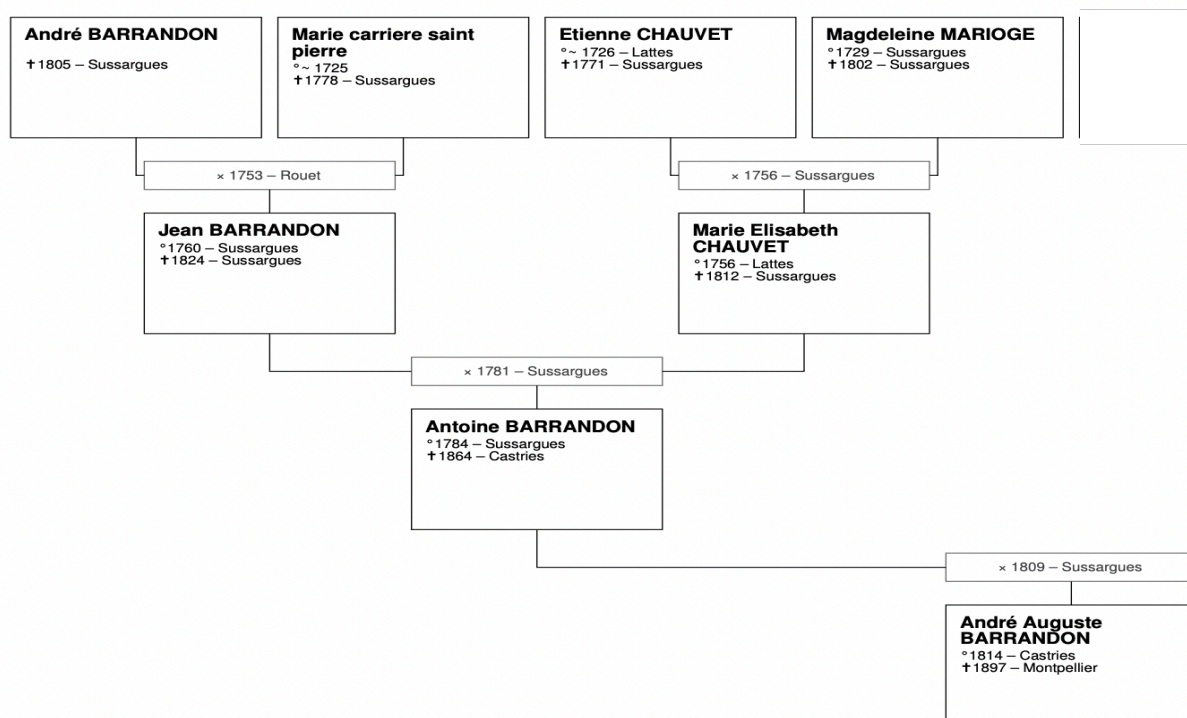 André BARRANDON
✝1805 – Sussargues
Marie carriere saint
pierre
°~ 1725
✝1778 – Sussargues
Etienne CHAUVET
°~ 1726 – Lattes
✝1771 – Sussargues
Magdeleine MARIOGE
°1729 – Sussargues
✝1802 – Sussargues
× 1753 – Rouet
× 1756 – Sussargues
Jean BARRANDON
°1760 – Sussargues
✝1824 – Sussargues
Marie Elisabeth
CHAUVET
°1756 – Lattes
✝1812 – Sussargues
× 1781 – Sussargues
Antoine BARRANDON
°1784 – Sussargues
✝1864 – Castries
× 1809 – Sussargues
André Auguste
BARRANDON
°1814 – Castries
✝1897 – Montpellier